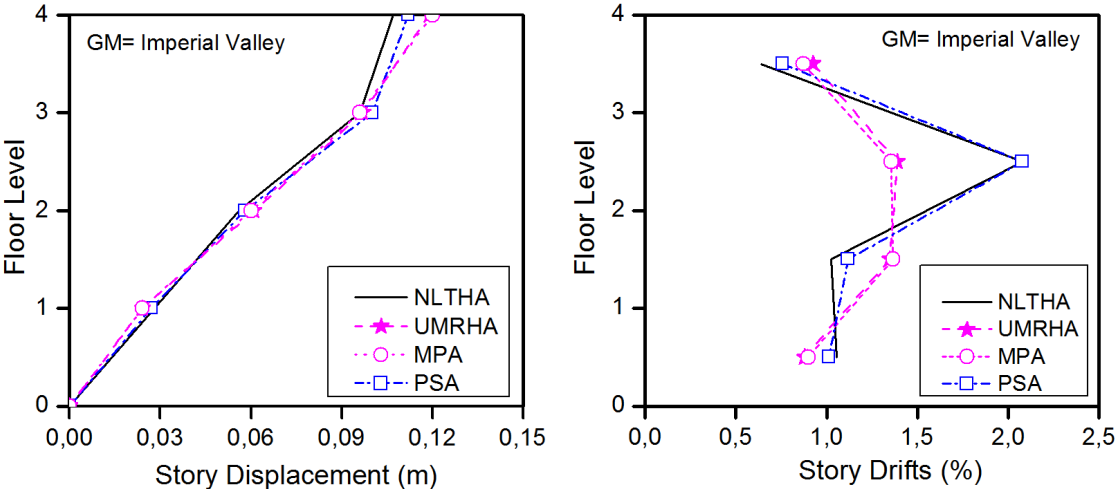 GM= Imperial Valley
4
3
2
1
0
Floor Level
NLTHA
UMRHA
MPA
PSA
0,00 0,03 0,06 0,09 0,12 0,15
Story Displacement (m)
GM= Imperial Valley
4
3
2
1
0
Floor Level
NLTHA
UMRHA
MPA
PSA
0,0 0,5 1,0 1,5 2,0 2,5
Story Drifts (%)